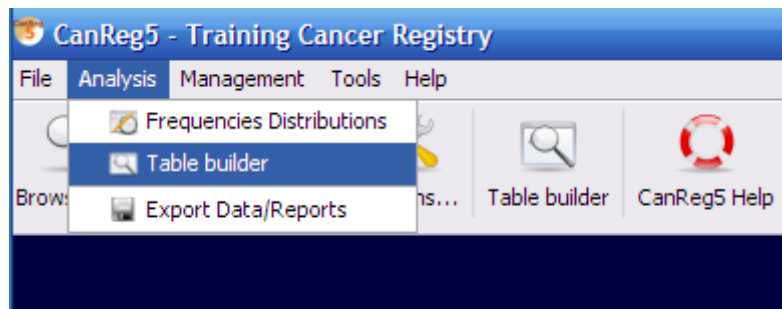 CanReg5 - Training Cancer Registry
File Analysis Management Tools Help
Frequencies Distributions
Table builder
Export Data/Reports
Table builder CanReg5 Help